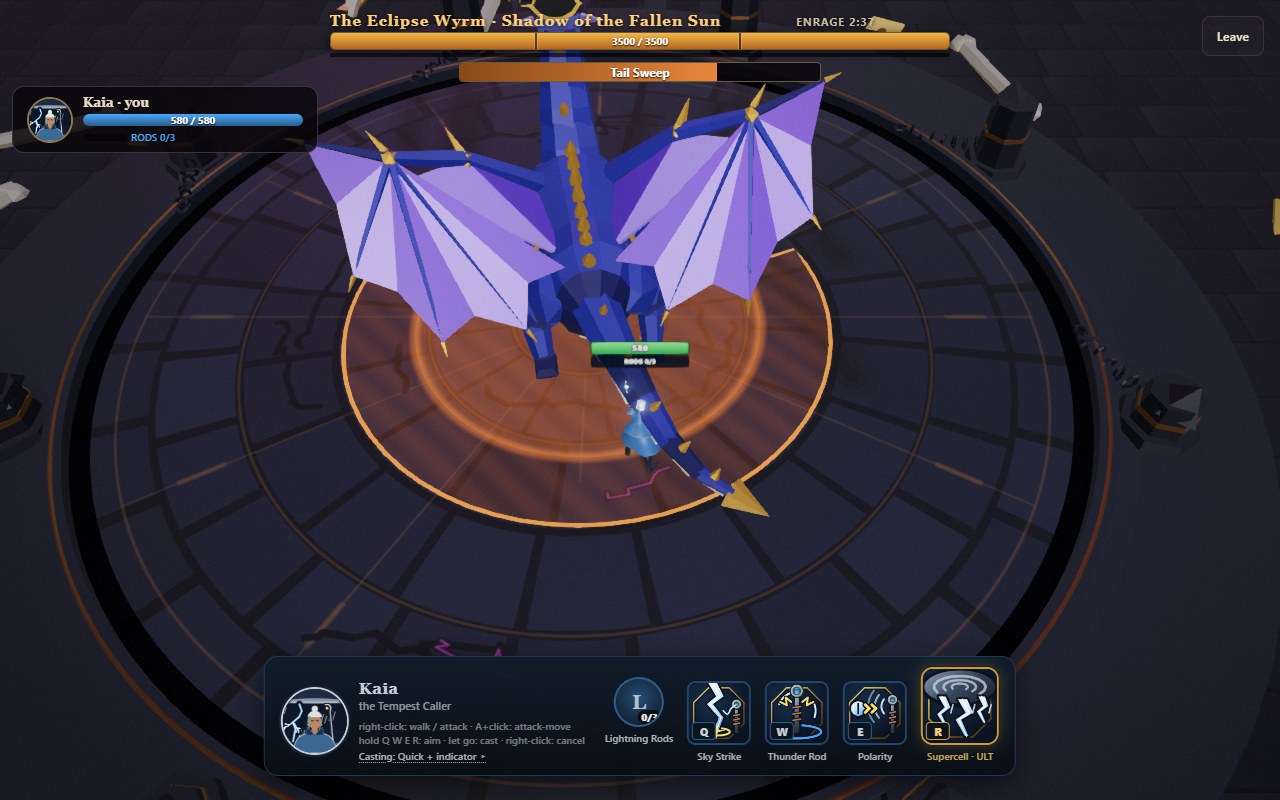 The Eclipse Wyrm - Shadow of the Fallen Sun
ENRAGE 2:37
3500 / 3500
Tail Sweep
Leave
Kaia - you
580 / 580
RODS 0/3
580
RODS 0/3
Kaia
the Tempest Caller
right-click: walk / attack · A+click: attack-move
hold Q W E R: aim · let go: cast · right-click: cancel
Casting: Quick + indicator ▸
L
0/3
Lightning Rods
Q
Sky Strike
W
Thunder Rod
E
Polarity
R
Supercell · ULT